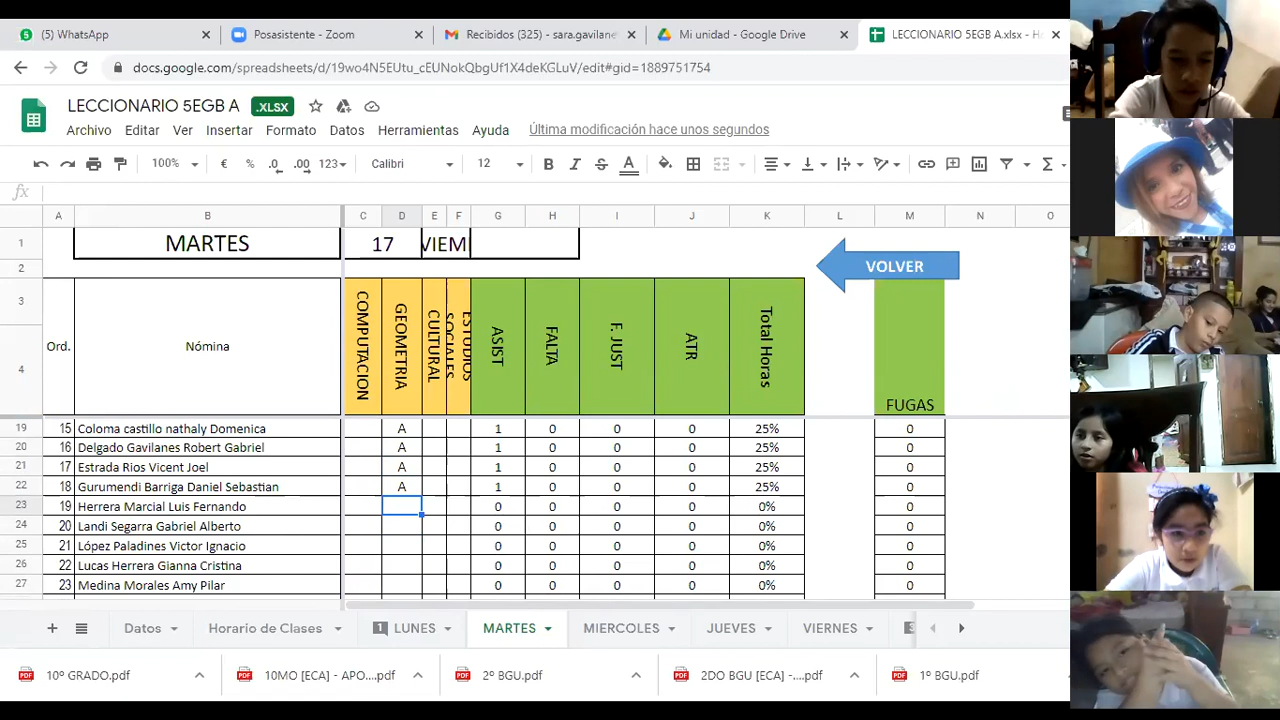 (5) WhatsApp
Posasistente - Zoom
Recibidos (325) - sara.gavilane
Mi unidad - Google Drive
LECCIONARIO 5EGB A.xlsx - Ho
docs.google.com/spreadsheets/d/19wo4N5EUtu_cEUNokQbgUf1X4deKGLuV/edit#gid=1889751754
LECCIONARIO 5EGB A .XLSX
Archivo Editar Ver Insertar Formato Datos Herramientas Ayuda Última modificación hace unos segundos
100% € % .0 .00 123 Calibri 12 B I S A
fx
A B C D E F G H I J K L M N O
1 MARTES 17 VIEM
2 VOLVER
3
4
Ord. Nómina COMPUTACION GEOMETRIA CULTURAL ESTUDIOS SOCIALES ASIST FALTA F. JUST ATR Total Horas FUGAS
19 15 Coloma castillo nathaly Domenica A 1 0 0 0 25% 0
20 16 Delgado Gavilanes Robert Gabriel A 1 0 0 0 25% 0
21 17 Estrada Rios Vicent Joel A 1 0 0 0 25% 0
22 18 Gurumendi Barriga Daniel Sebastian A 1 0 0 0 25% 0
23 19 Herrera Marcial Luis Fernando 0 0 0 0 0% 0
24 20 Landi Segarra Gabriel Alberto 0 0 0 0 0% 0
25 21 López Paladines Victor Ignacio 0 0 0 0 0% 0
26 22 Lucas Herrera Gianna Cristina 0 0 0 0 0% 0
27 23 Medina Morales Amy Pilar 0 0 0 0 0% 0
+ Datos Horario de Clases 1 LUNES MARTES MIERCOLES JUEVES VIERNES
10º GRADO.pdf 10MO [ECA] - APO....pdf 2º BGU.pdf 2DO BGU [ECA] -....pdf 1º BGU.pdf